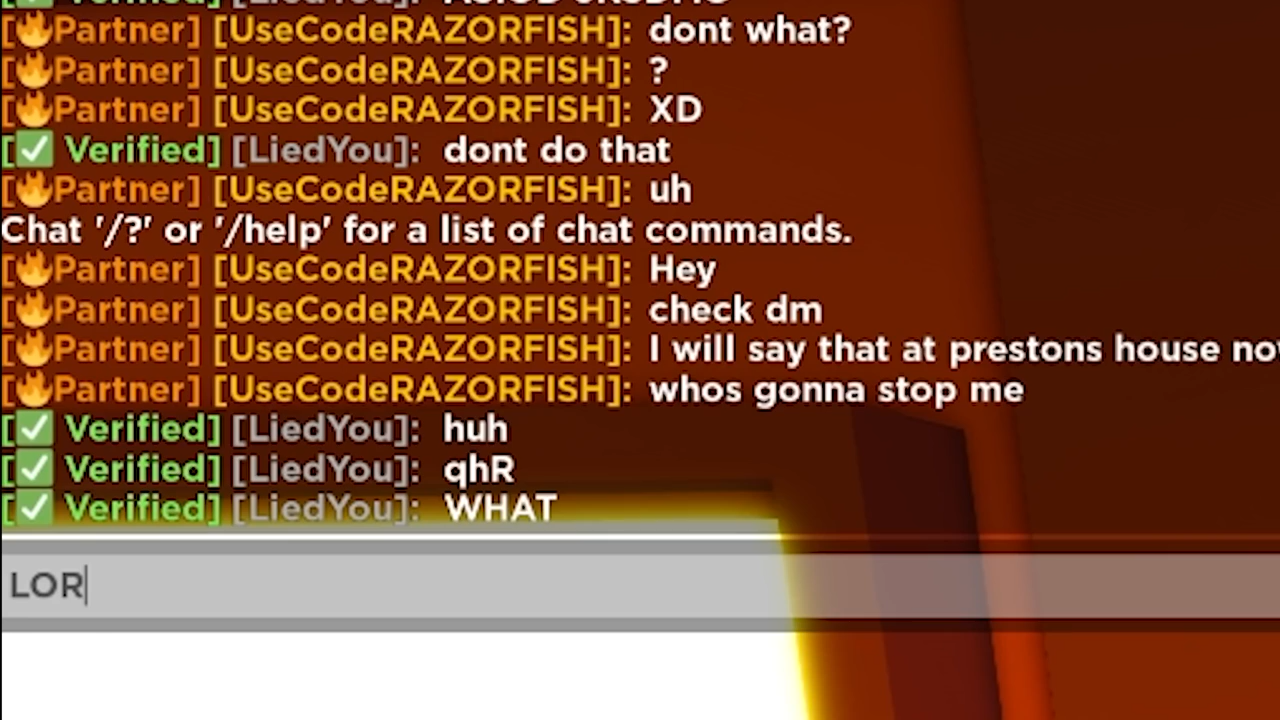 [✅ Verified] [LiedYou]:
[🔥Partner] [UseCodeRAZORFISH]: dont what?
[🔥Partner] [UseCodeRAZORFISH]: ?
[🔥Partner] [UseCodeRAZORFISH]: XD
[✅ Verified] [LiedYou]: dont do that
[🔥Partner] [UseCodeRAZORFISH]: uh
Chat '/?' or '/help' for a list of chat commands.
[🔥Partner] [UseCodeRAZORFISH]: Hey
[🔥Partner] [UseCodeRAZORFISH]: check dm
[🔥Partner] [UseCodeRAZORFISH]: I will say that at prestons house
[🔥Partner] [UseCodeRAZORFISH]: whos gonna stop me
[✅ Verified] [LiedYou]: huh
[✅ Verified] [LiedYou]: qhR
[✅ Verified] [LiedYou]: WHAT
LOR